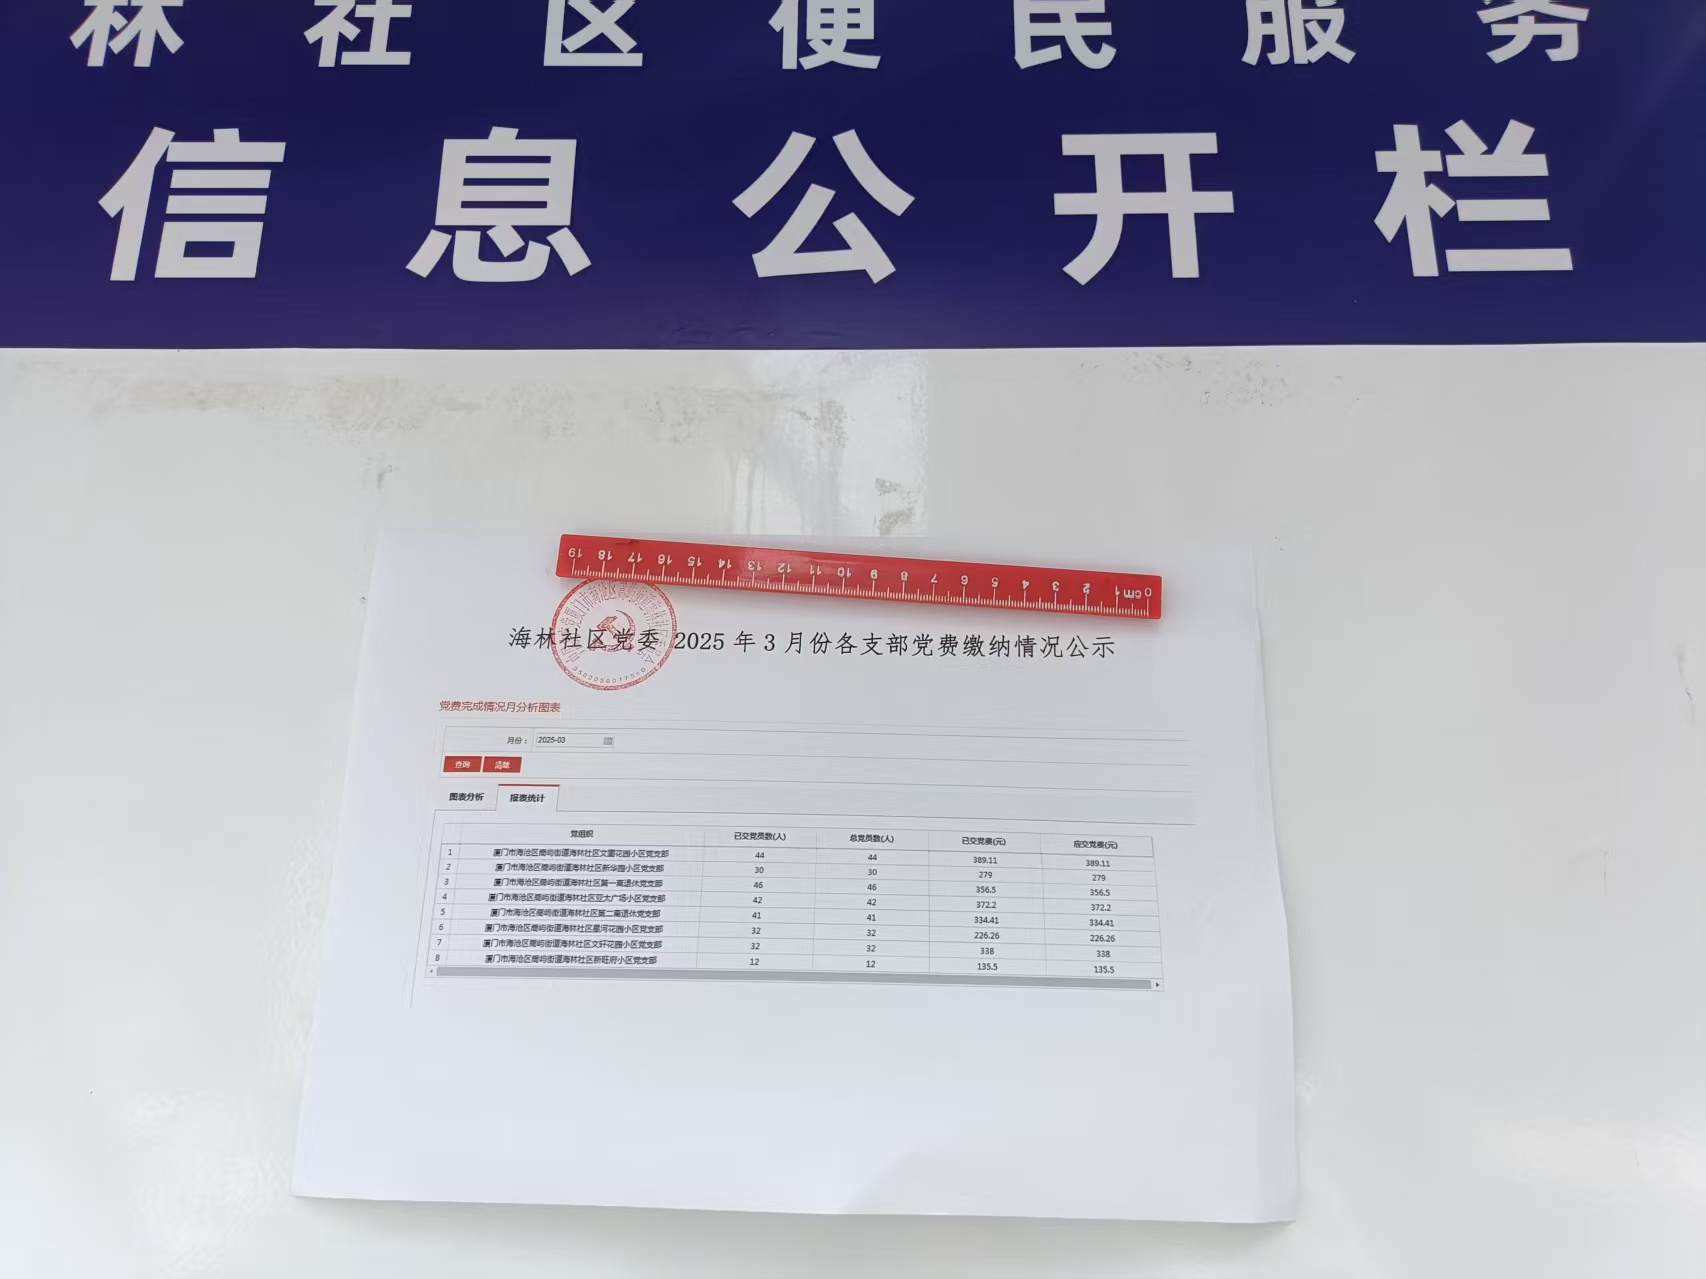 林社区便民服务
信息公开栏
19 18 17 16 15 14 13 12 11 10 9 8 7 6 5 4 3 2 1 cm 0
海林社区党委 2025 年 3 月份各支部党费缴纳情况公示
3502050017560
党费完成情况月分析图表
月份： 2025-03
查询 清除
图表分析 报表统计
党组织 已交党员数(人) 总党员数(人) 已交党费(元) 应交党费(元)
1 厦门市海沧区嵩屿街道海林社区文圃花园小区党支部 44 44 389.11 389.11
2 厦门市海沧区嵩屿街道海林社区新华园小区党支部 30 30 279 279
3 厦门市海沧区嵩屿街道海林社区第一离退休党支部 46 46 356.5 356.5
4 厦门市海沧区嵩屿街道海林社区亚太广场小区党支部 42 42 372.2 372.2
5 厦门市海沧区嵩屿街道海林社区第二离退休党支部 41 41 334.41 334.41
6 厦门市海沧区嵩屿街道海林社区星河花园小区党支部 32 32 226.26 226.26
7 厦门市海沧区嵩屿街道海林社区文轩花园小区党支部 32 32 338 338
8 厦门市海沧区嵩屿街道海林社区新旺府小区党支部 12 12 135.5 135.5